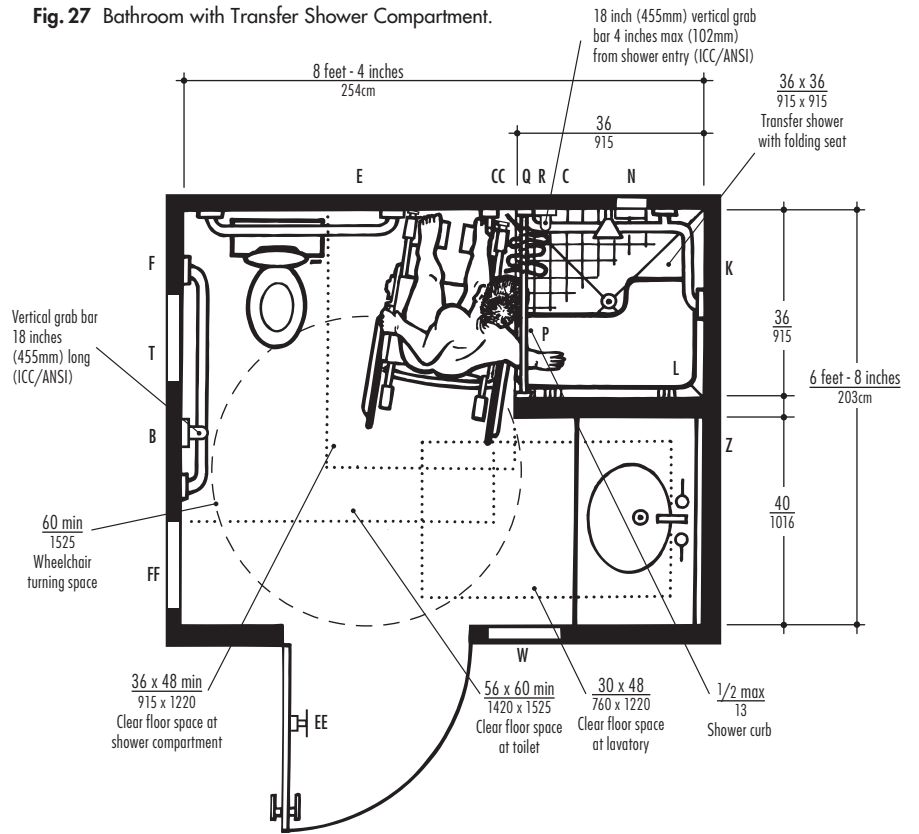 Fig. 27 Bathroom with Transfer Shower Compartment.
18 inch (455mm) vertical grab
bar 4 inches max (102mm)
from shower entry (ICC/ANSI)
8 feet - 4 inches
254cm
36 x 36
915 x 915
Transfer shower
with folding seat
36
915
E
CC
Q
R
C
N
F
K
Vertical grab bar
18 inches
(455mm) long
(ICC/ANSI)
T
P
L
36
915
6 feet - 8 inches
203cm
B
Z
60 min
1525
Wheelchair
turning space
40
1016
FF
W
36 x 48 min
915 x 1220
Clear floor space at
shower compartment
EE
56 x 60 min
1420 x 1525
Clear floor space
at toilet
30 x 48
760 x 1220
Clear floor space
at lavatory
1/2 max
13
Shower curb